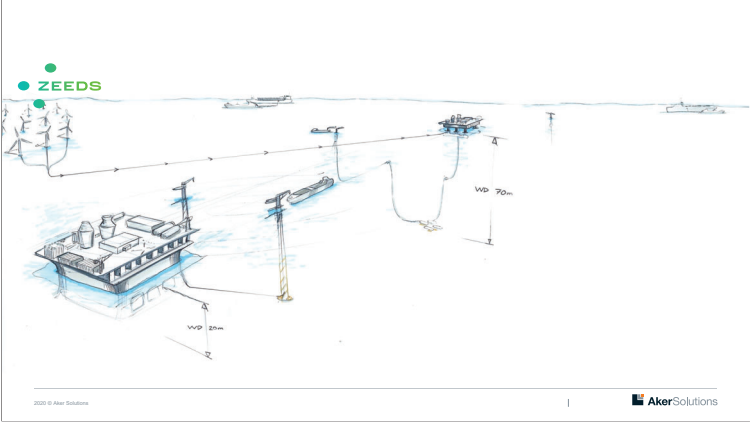 ZEEDS
WD 70m
WD 20m
2020 © Aker Solutions
|
AkerSolutions